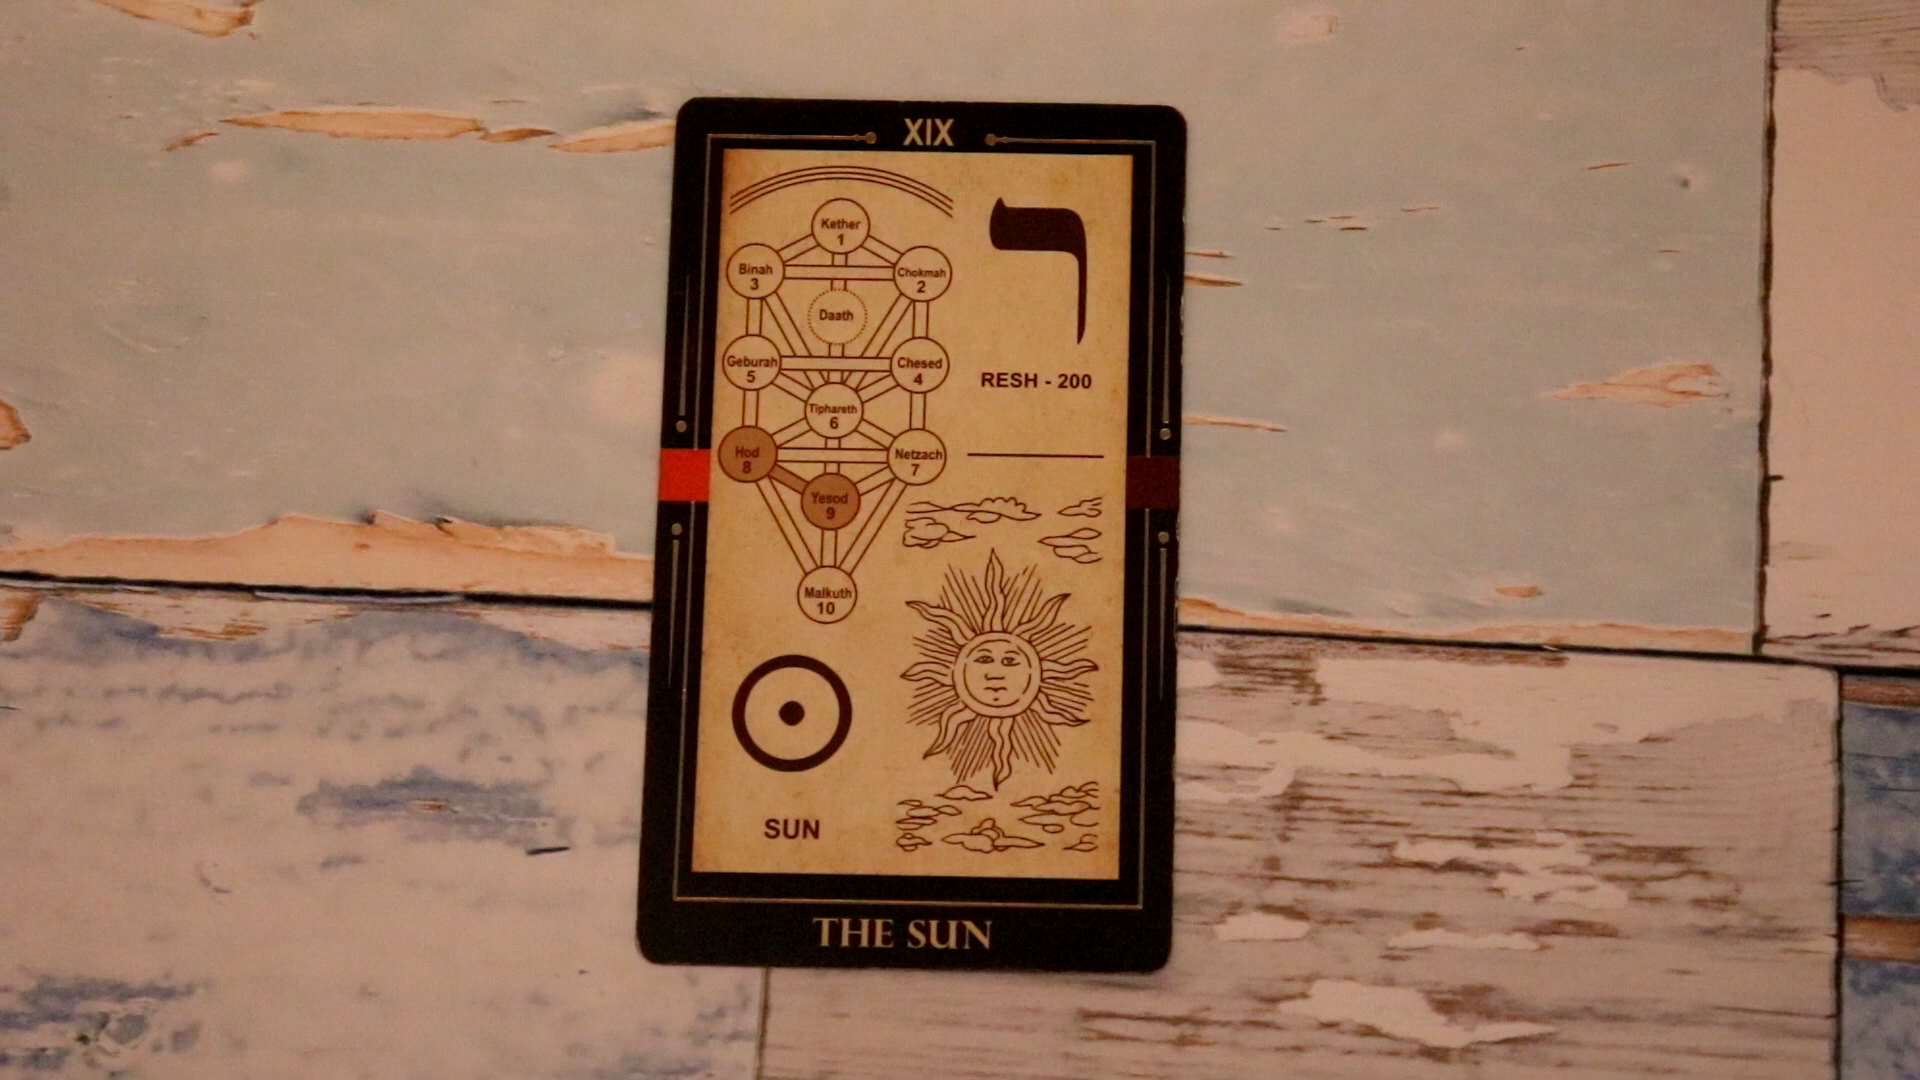 XIX
Kether
1
Binah
3
Chokmah
2
Daath
Geburah
5
Chesed
4
Tiphareth
6
Hod
8
Netzach
7
Yesod
9
Malkuth
10
ר
RESH - 200
SUN
THE SUN